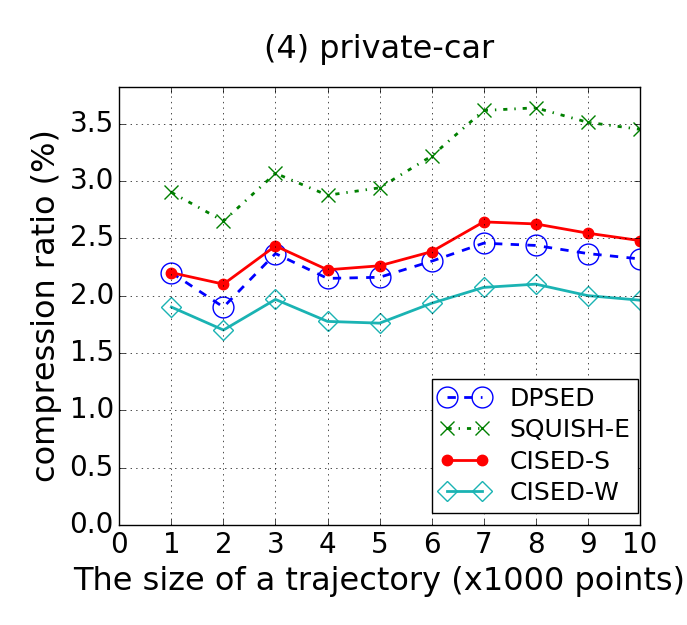 (4) private-car
compression ratio (%)
3.5
3.0
2.5
2.0
1.5
1.0
0.5
0.0
DPSED
SQUISH-E
CISED-S
CISED-W
0 1 2 3 4 5 6 7 8 9 10
The size of a trajectory (x1000 points)